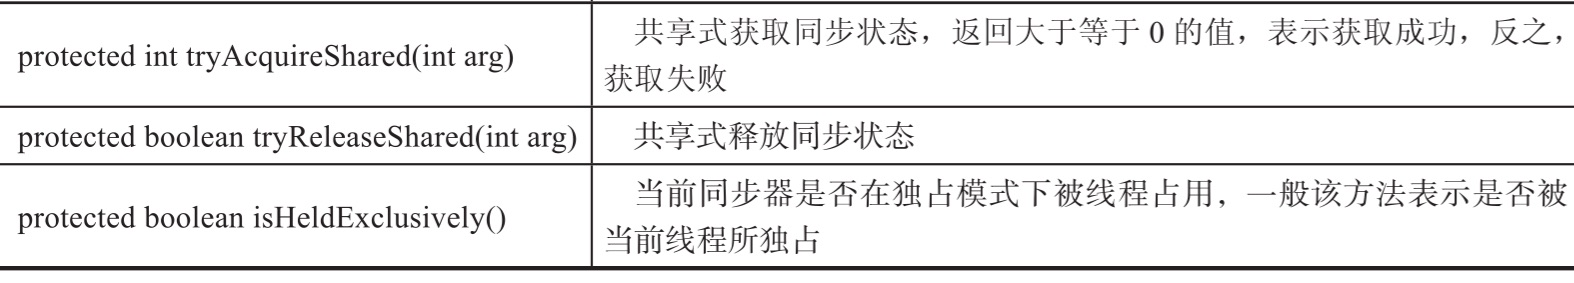 protected int tryAcquireShared(int arg)
共享式获取同步状态，返回大于等于 0 的值，表示获取成功，反之，
获取失败
protected boolean tryReleaseShared(int arg)
共享式释放同步状态
protected boolean isHeldExclusively()
当前同步器是否在独占模式下被线程占用，一般该方法表示是否被
当前线程所独占